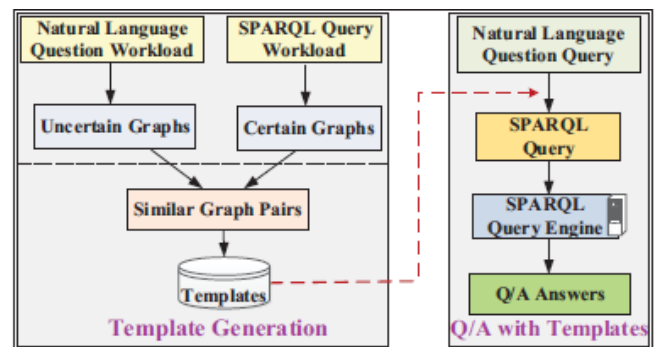 Natural Language
Question Workload
SPARQL Query
Workload
Uncertain Graphs
Certain Graphs
Similar Graph Pairs
Templates
Template Generation
Natural Language
Question Query
SPARQL
Query
SPARQL
Query Engine
Q/A Answers
Q/A with Templates